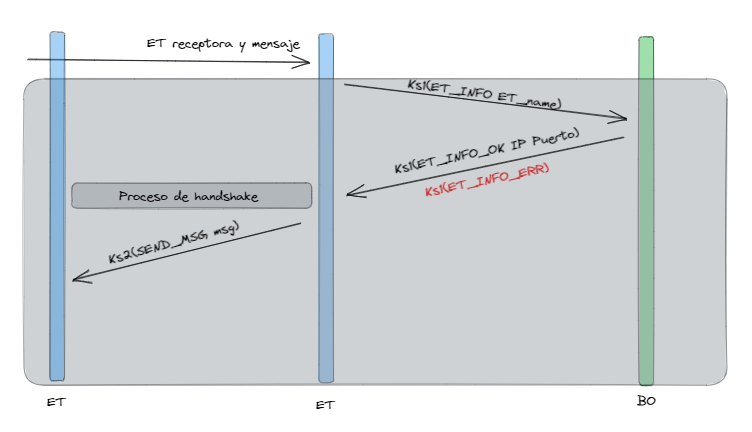 ET receptora y mensaje
Ks1(ET_INFO ET_name)
Ks1(ET_INFO_OK IP Puerto)
Ks1(ET_INFO_ERR)
Proceso de handshake
Ks2(SEND_MSG msg)
ET
ET
BO